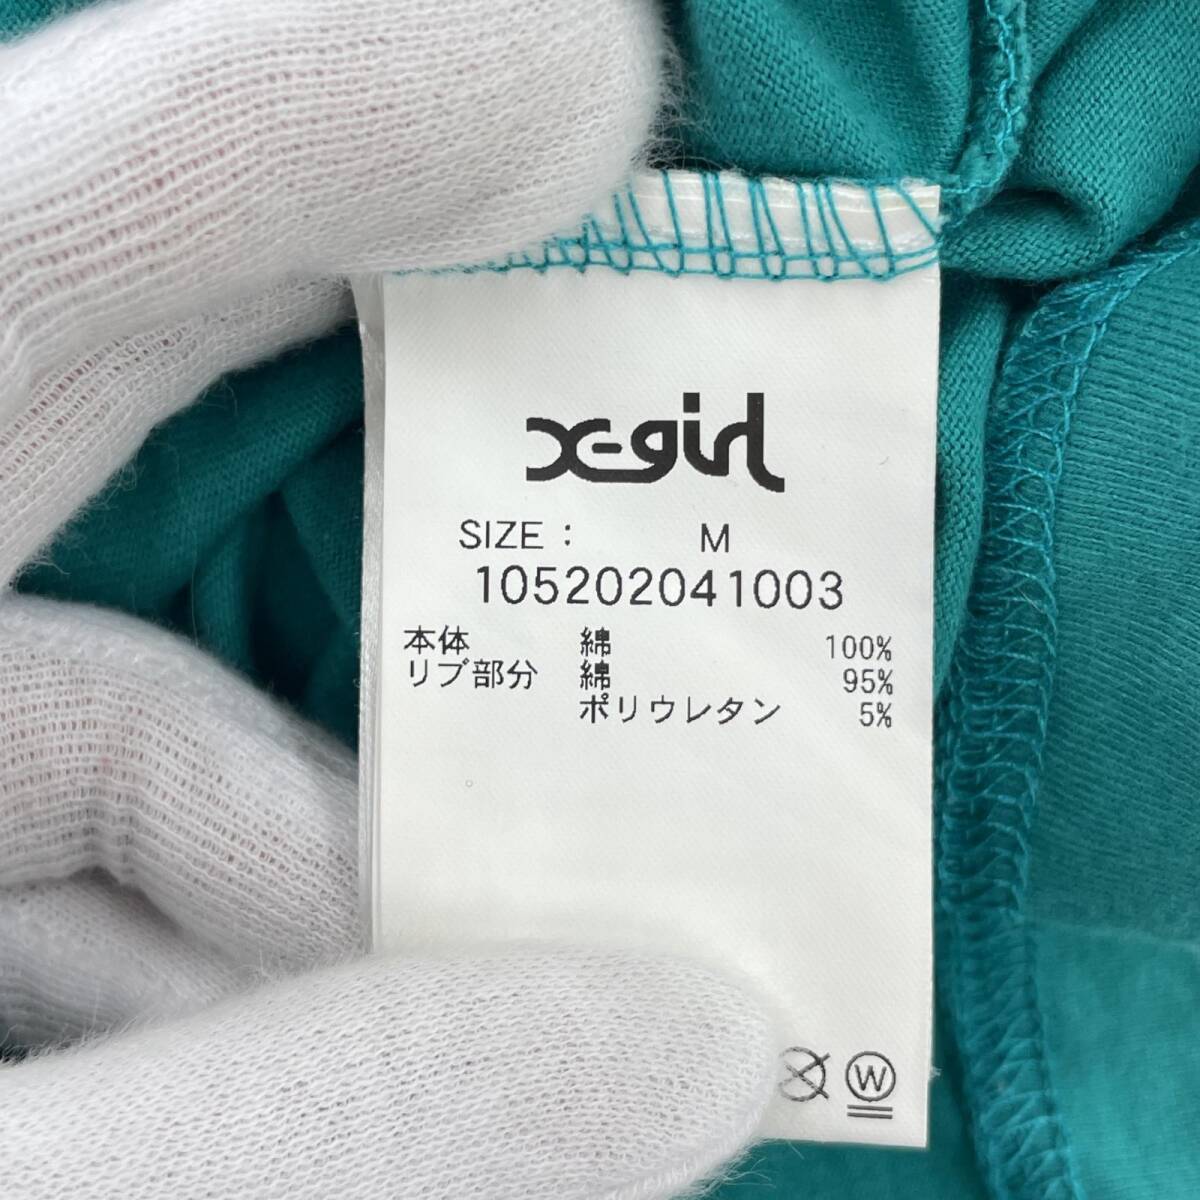 X-girl
SIZE： M
105202041003
本体 綿 100%
リブ部分 綿 95%
ポリウレタン 5%
W